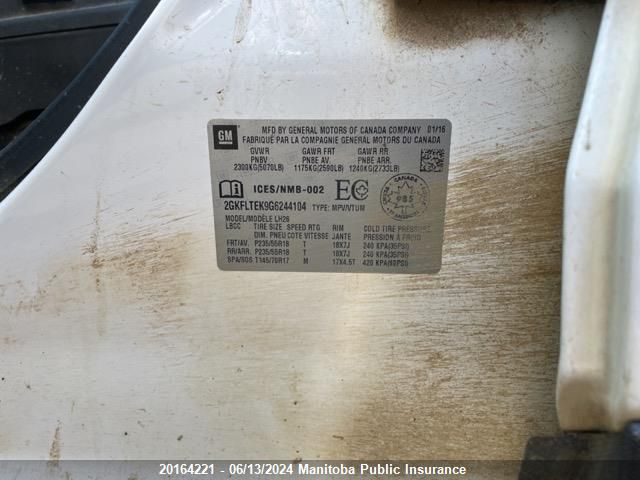 GM
MFD BY GENERAL MOTORS OF CANADA COMPANY 01/16
FABRIQUÉ PAR LA COMPAGNIE GENERAL MOTORS DU CANADA
GVWR GAWR FRT GAWR RR
PNBV PNBE AV. PNBE ARR.
2300KG(5070LB) 1175KG(2590LB) 1240KG(2733LB)
ICES/NMB-002 EC CANADA 985
2GKFLTEK9G6244104 TYPE: MPV/VTUM
MODEL/MODÈLE LH26
LBCC TIRE SIZE SPEED RTG RIM COLD TIRE PRESSURE
DIM. PNEU COTE VITESSE JANTE PRESSION À FROID
FRT/AV. P235/55R18 T 18X7J 240 KPA(35PSI)
RR/ARR. P235/55R18 T 18X7J 240 KPA(35PSI)
SPA/SOS T145/70R17 M 17X4.5T 420 KPA(60PSI)
20164221 - 06/13/2024 Manitoba Public Insurance